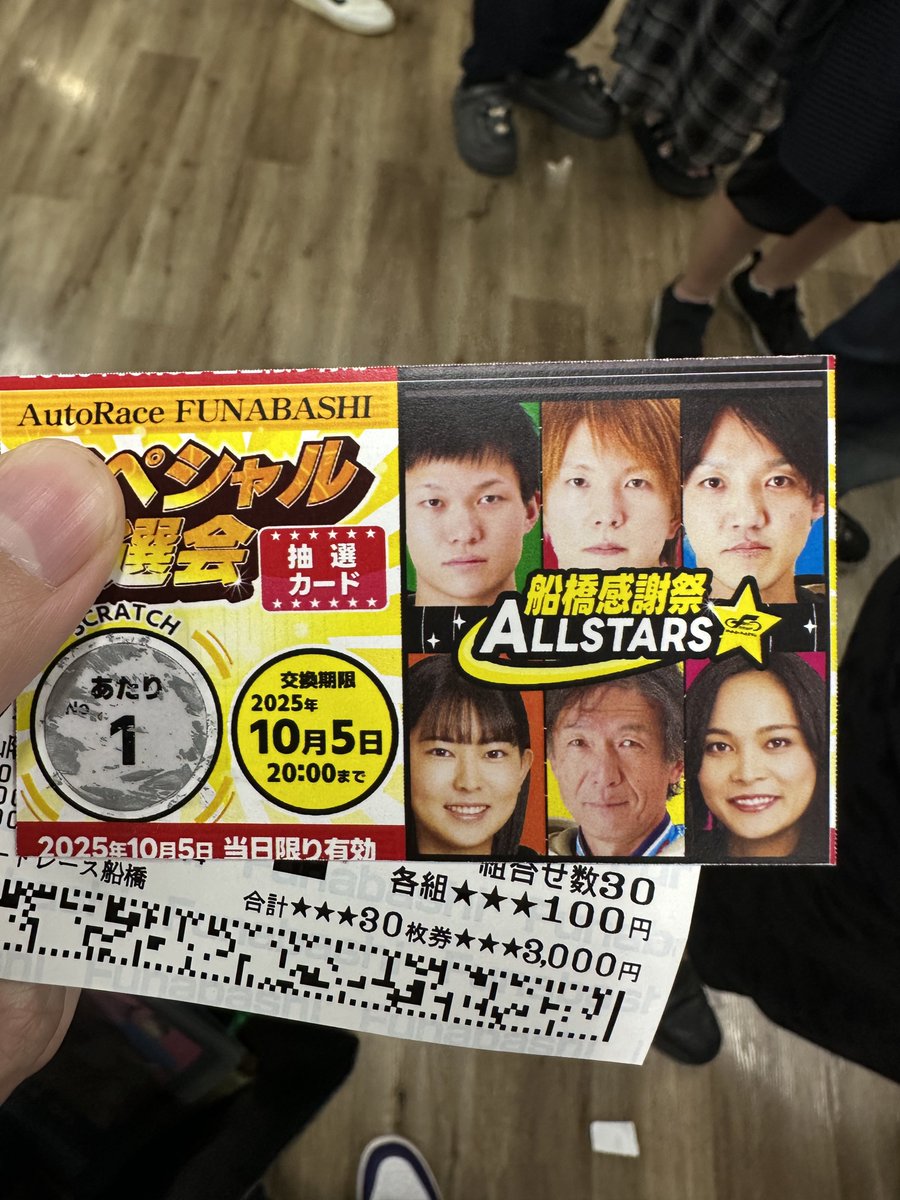 AutoRace FUNABASHI
ペシャル
選会
抽選
カード
SCRATCH
あたり
No.
1
交換期限
2025年
10月5日
20:00まで
2025年10月5日 当日限り有効
船橋感謝祭
ALLSTARS
レース船橋
組合せ数30
各組★★★100円
合計★★★30枚券★★★3,000円